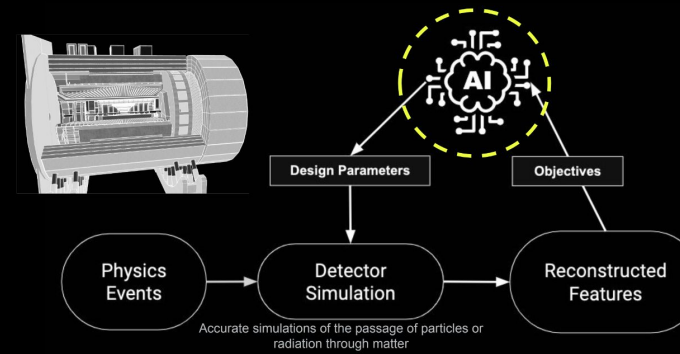 AI
Design Parameters
Objectives
Physics
Events
Detector
Simulation
Reconstructed
Features
Accurate simulations of the passage of particles or
radiation through matter